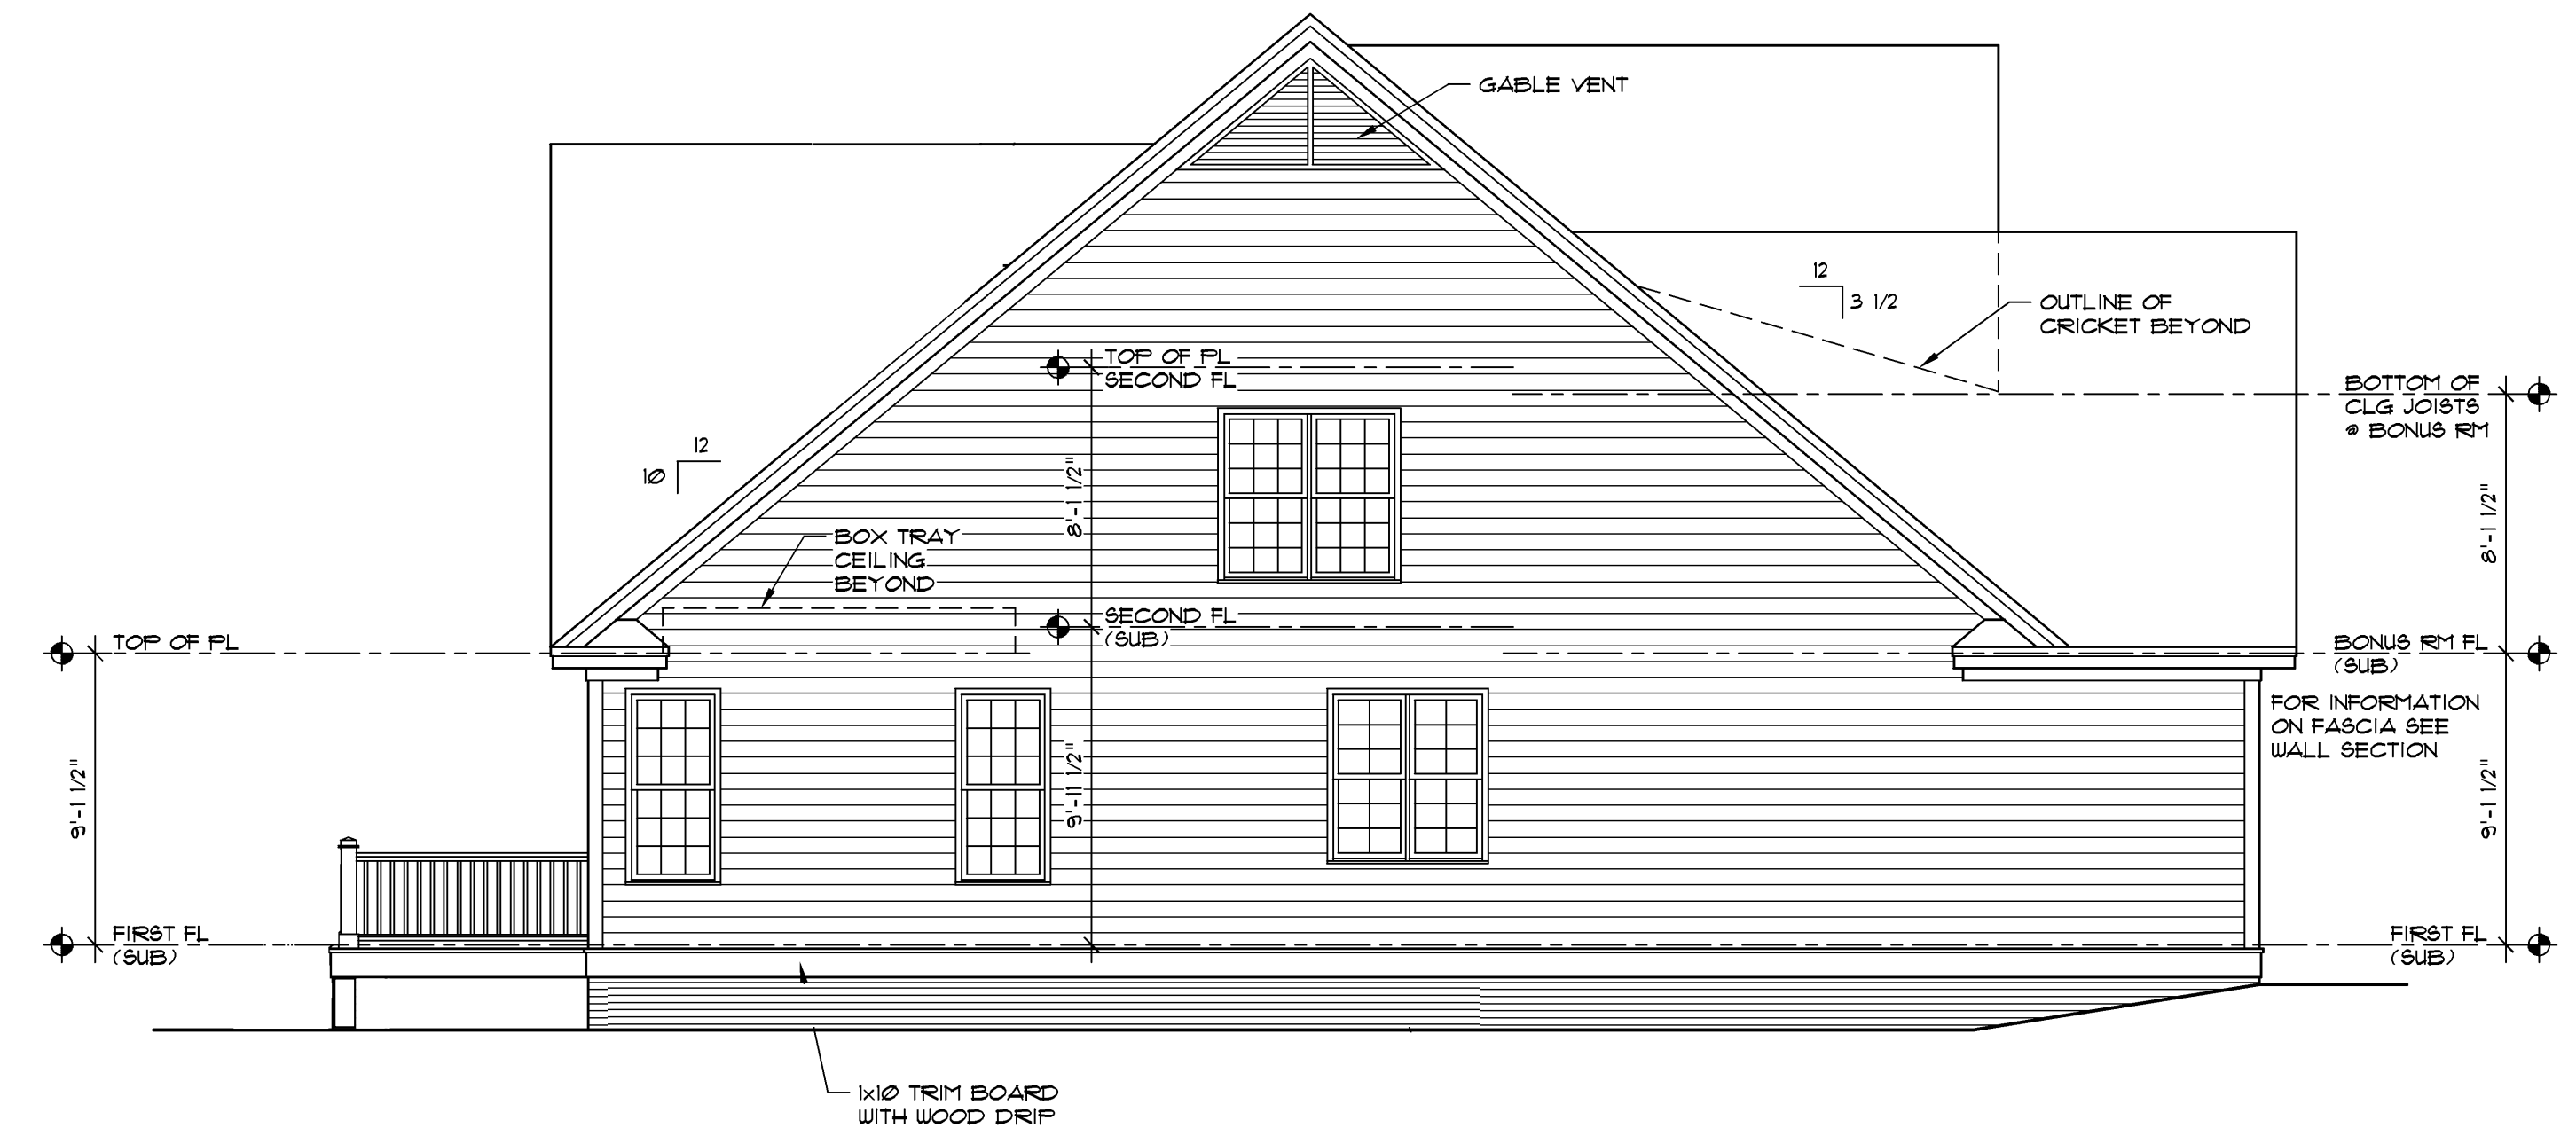 GABLE VENT
12
3 1/2
OUTLINE OF
CRICKET BEYOND
TOP OF PL
SECOND FL
BOTTOM OF
CLG JOISTS
@ BONUS RM
12
10
8'-1 1/2"
8'-1 1/2"
BOX TRAY
CEILING
BEYOND
SECOND FL
(SUB)
TOP OF PL
BONUS RM FL
(SUB)
FOR INFORMATION
ON FASCIA SEE
WALL SECTION
9'-1 1/2"
9'-11 1/2"
9'-1 1/2"
FIRST FL
(SUB)
FIRST FL
(SUB)
1x10 TRIM BOARD
WITH WOOD DRIP